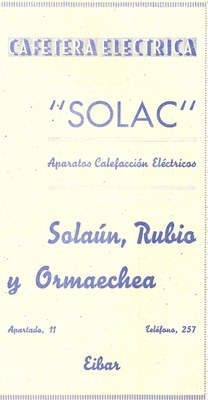 CAFETERA ELECTRICA
"SOLAC"
Aparatos Calefacción Eléctricos
Solaún, Rubio
y Ormaechea
Apartado, 11 Teléfono, 257
Eibar